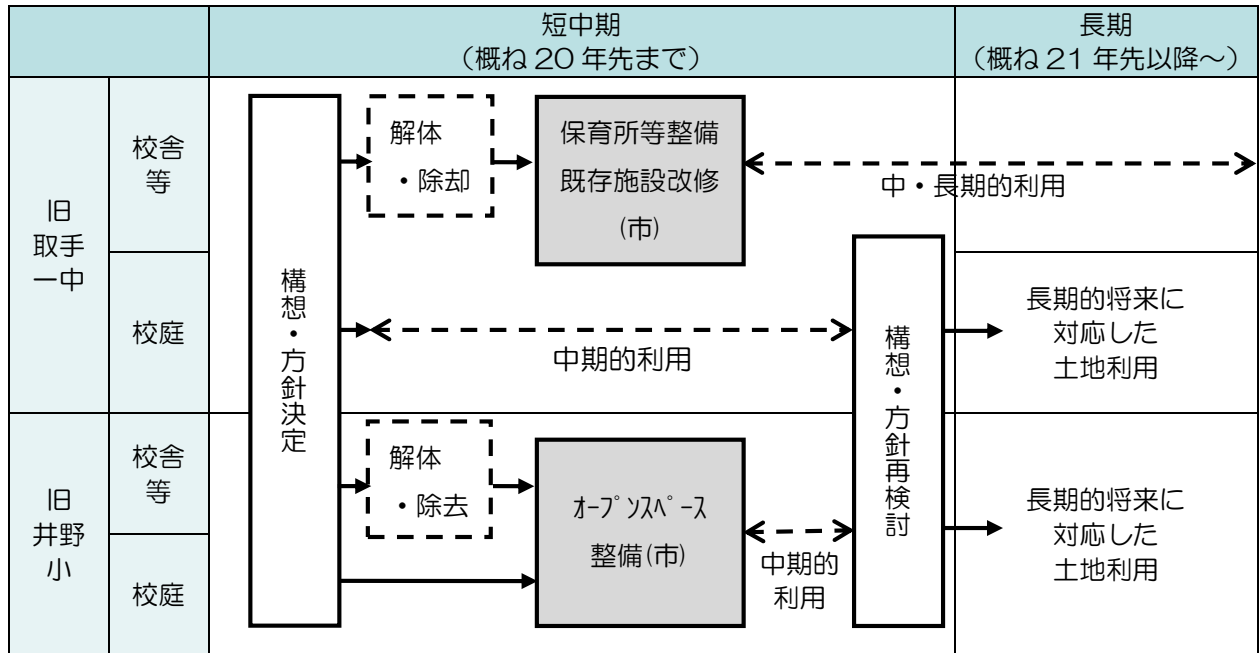 短中期
（概ね 20 年先まで）
長期
（概ね 21 年先以降～）
旧
取手
一中
校舎
等
校庭
旧
井野
小
校舎
等
校庭
構想・方針決定
解体
・除却
保育所等整備
既存施設改修
(市)
中・長期的利用
中期的利用
構想・方針再検討
長期的将来に
対応した
土地利用
解体
・除去
ｵｰﾌﾟﾝｽﾍﾟｰｽ
整備(市)
中期的
利用
長期的将来に
対応した
土地利用